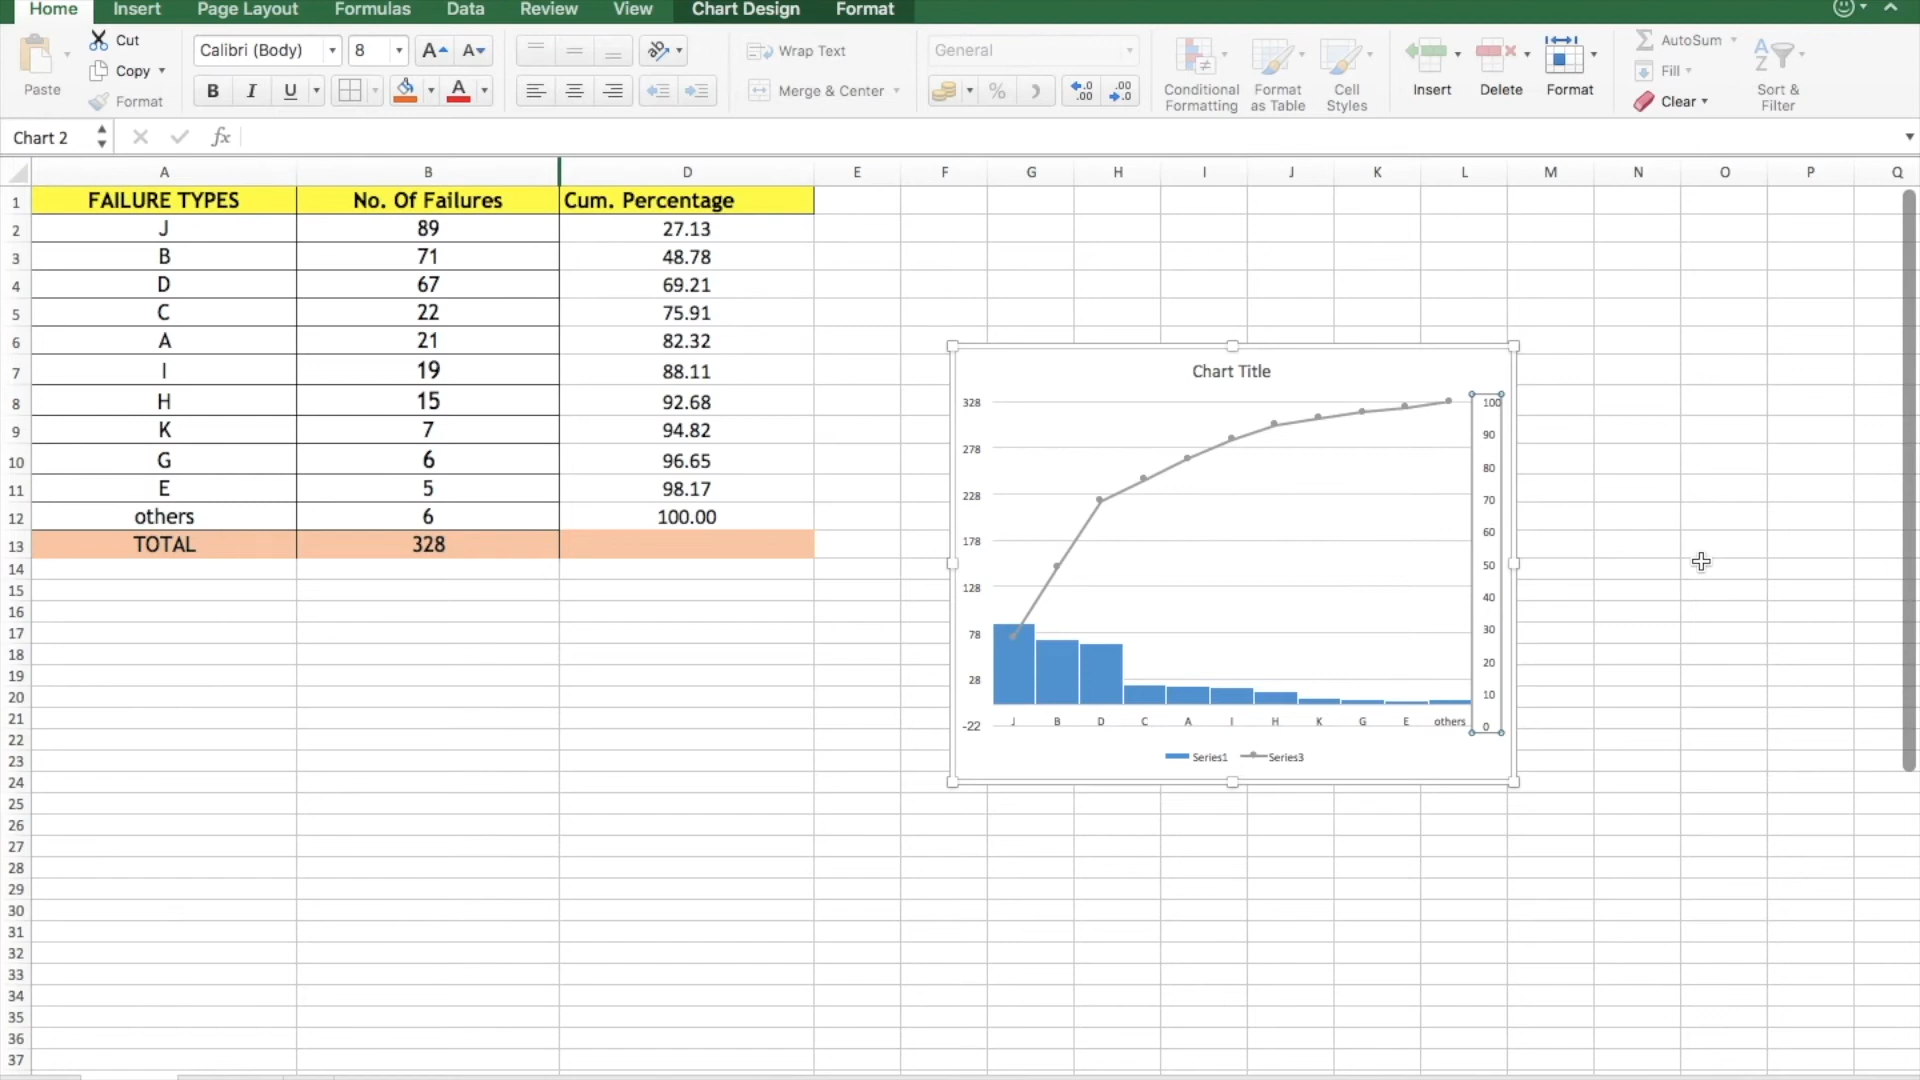 Home Insert Page Layout Formulas Data Review View Chart Design Format
Cut
Copy
Format
Paste
Calibri (Body) 8 A A
B I U A
Wrap Text
Merge & Center
General
%
Conditional Formatting
Format as Table
Cell Styles
Insert
Delete
Format
AutoSum
Fill
Clear
Sort & Filter
Chart 2 fx
A B D E F G H I J K L M N O P Q
1 FAILURE TYPES No. Of Failures Cum. Percentage
2 J 89 27.13
3 B 71 48.78
4 D 67 69.21
5 C 22 75.91
6 A 21 82.32
7 I 19 88.11
8 H 15 92.68
9 K 7 94.82
10 G 6 96.65
11 E 5 98.17
12 others 6 100.00
13 TOTAL 328
14
15
16
17
18
19
20
21
22
23
24
25
26
27
28
29
30
31
32
33
34
35
36
37
Chart Title
328
278
228
178
128
78
28
-22
100
90
80
70
60
50
40
30
20
10
0
J B D C A I H K G E others
Series1 Series3